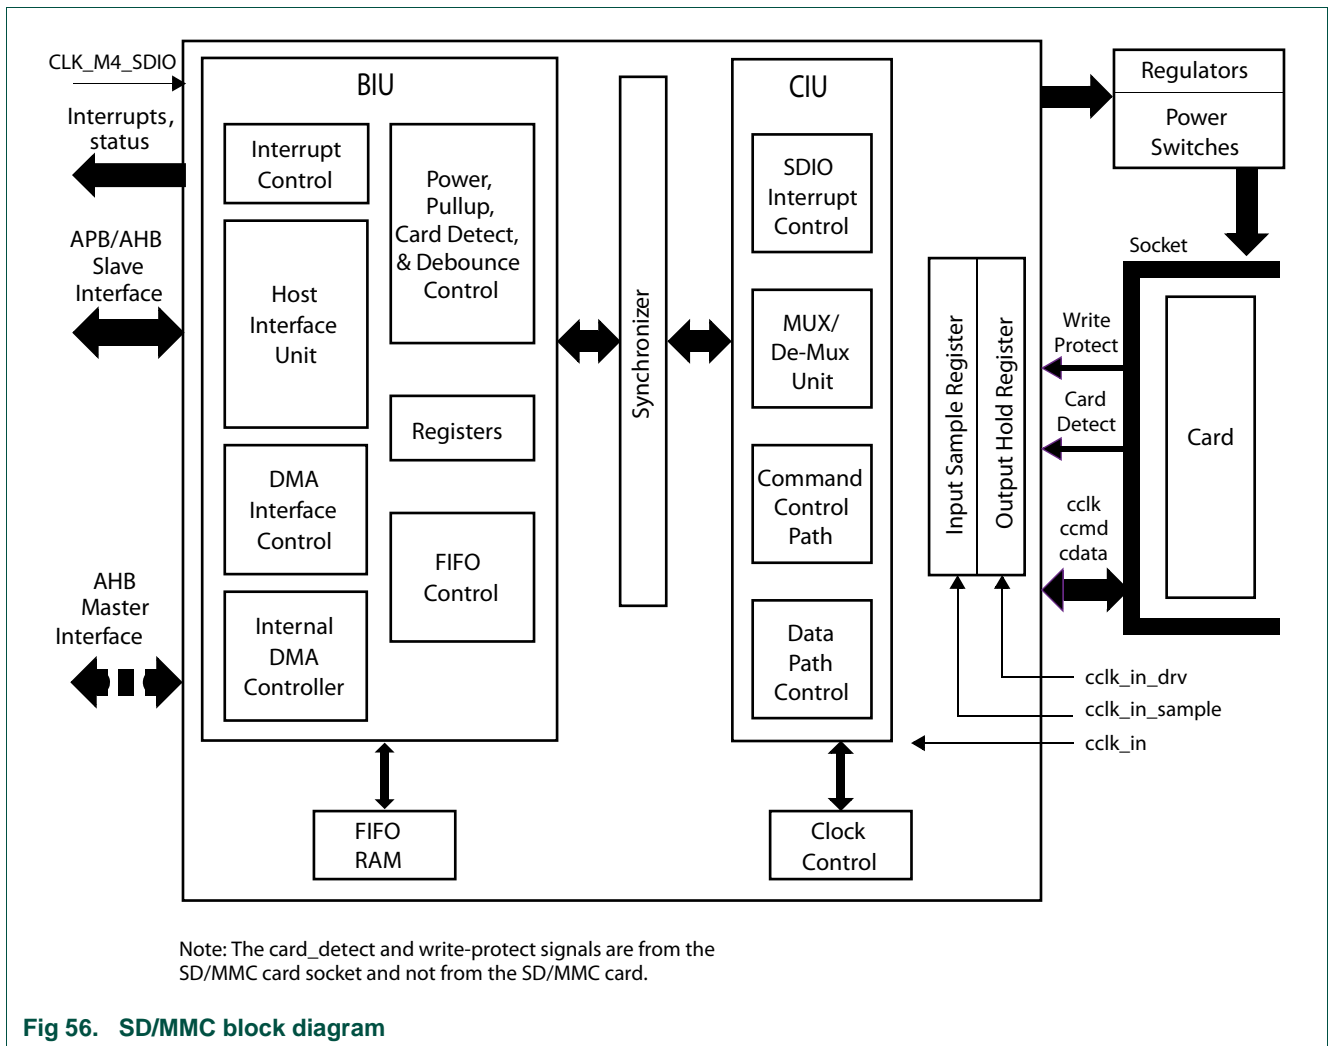 CLK_M4_SDIO
Interrupts,
status
APB/AHB
Slave
Interface
AHB
Master
Interface
BIU
Interrupt
Control
Host
Interface
Unit
DMA
Interface
Control
Internal
DMA
Controller
Power,
Pullup,
Card Detect,
& Debounce
Control
Registers
FIFO
Control
FIFO
RAM
Synchronizer
CIU
SDIO
Interrupt
Control
MUX/
De-Mux
Unit
Command
Control
Path
Data
Path
Control
Clock
Control
Input Sample Register
Output Hold Register
Regulators
Power
Switches
Socket
Write
Protect
Card
Detect
cclk
ccmd
cdata
Card
cclk_in_drv
cclk_in_sample
cclk_in
Note: The card_detect and write-protect signals are from the
SD/MMC card socket and not from the SD/MMC card.
Fig 56. SD/MMC block diagram